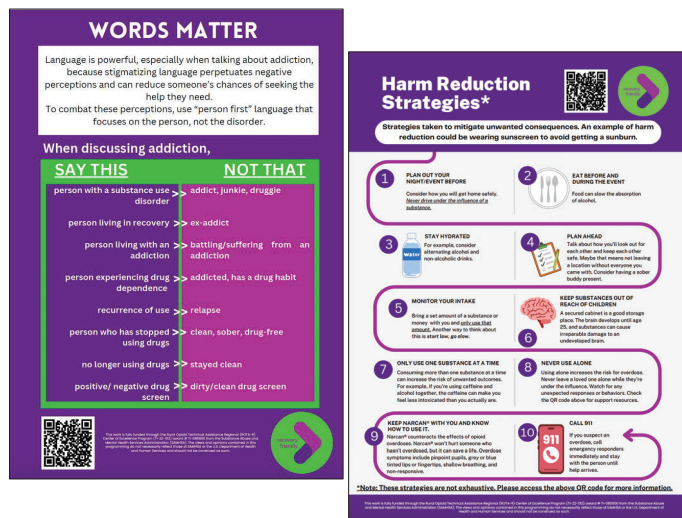 WORDS MATTER
Language is powerful, especially when talking about addiction,
because stigmatizing language perpetuates negative
perceptions and can reduce someone's chances of seeking the
help they need.
To combat these perceptions, use "person first" language that
focuses on the person, not the disorder.
When discussing addiction,
SAY THIS NOT THAT
person with a substance use >> addict, junkie, druggie
disorder
person living in recovery >> ex-addict
person living with an >> battling/suffering from an
addiction addiction
person experiencing drug >> addicted, has a drug habit
dependence
recurrence of use >> relapse
person who has stopped >> clean, sober, drug-free
using drugs
no longer using drugs >> stayed clean
positive/ negative drug >> dirty/clean drug screen
screen
recovery
friendly
Harm Reduction
Strategies*
recovery
friendly
Strategies taken to mitigate unwanted consequences. An example of harm
reduction could be wearing sunscreen to avoid getting a sunburn.
1
PLAN OUT YOUR
NIGHT/EVENT BEFORE
Consider how you will get home safely.
Never drive under the influence of a
substance.
2
EAT BEFORE AND
DURING THE EVENT
Food can slow the absorption
of alcohol.
3
Water
STAY HYDRATED
For example, consider
alternating alcohol and
non-alcoholic drinks.
4
PLAN AHEAD
Talk about how you'll look out for
each other and keep each other
safe. Maybe that means not leaving
a location without everyone you
came with. Consider having a sober
buddy present.
5
MONITOR YOUR INTAKE
Bring a set amount of a substance or
money with you and only use that
amount. Another way to think about
this is start low, go slow.
6
KEEP SUBSTANCES OUT OF
REACH OF CHILDREN
A secured cabinet is a good storage
place. The brain develops until age
25, and substances can cause
irreparable damage to an
undeveloped brain.
7
ONLY USE ONE SUBSTANCE AT A TIME
Consuming more than one substance at a time
can increase the risk of unwanted outcomes.
For example, if you're using caffeine and
alcohol together, the caffeine can make you
feel less intoxicated than you actually are.
8
NEVER USE ALONE
Using alone increases the risk for overdose.
Never leave a loved one alone while they're
under the influence. Watch for any
unexpected responses or behaviors. Check
the QR code above for support resources.
9
KEEP NARCAN® WITH YOU AND KNOW
HOW TO USE IT.
Narcan® counteracts the effects of opioid
overdose. Narcan® won't hurt someone who
hasn't overdosed, but it can save a life. Overdose
symptoms include pinpoint pupils, grey or blue
tinted lips or fingertips, shallow breathing, and
non-responsive.
10
911
CALL 911
If you suspect an
overdose, call
emergency responders
immediately and stay
with the person until
help arrives.
*Note: These strategies are not exhaustive. Please access the above QR code for more information.